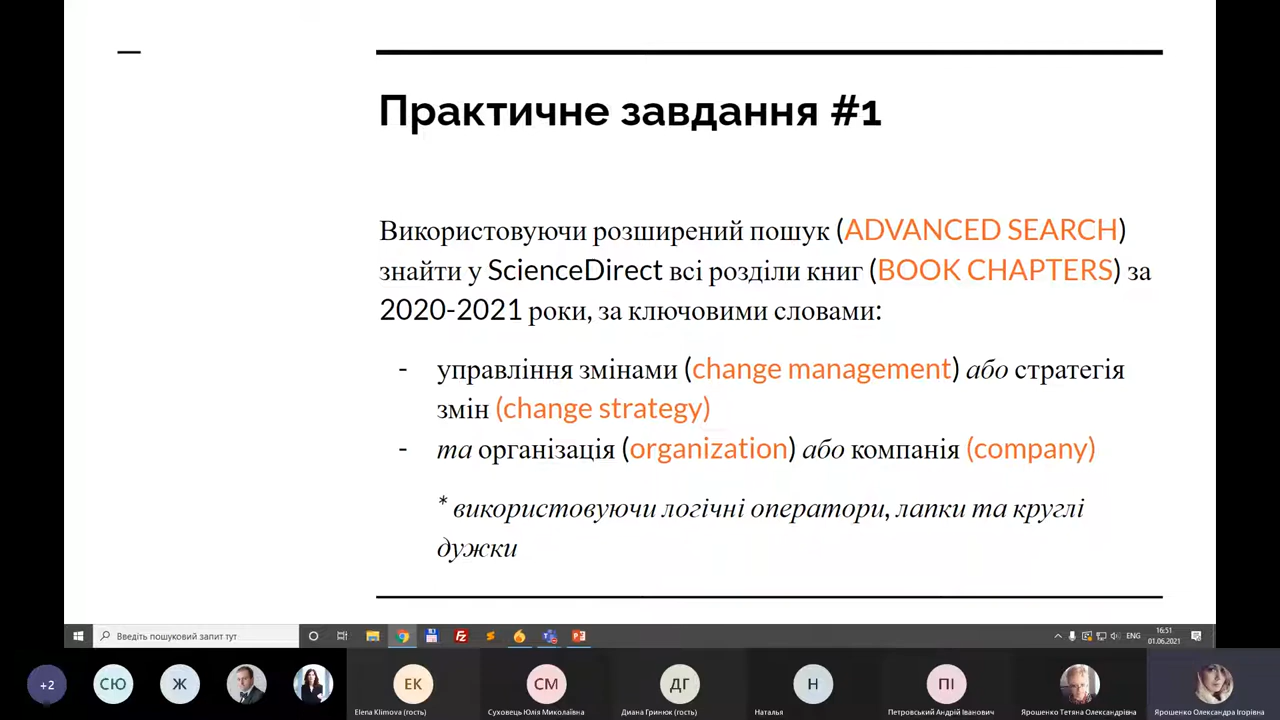 Практичне завдання #1
Використовуючи розширений пошук (ADVANCED SEARCH)
знайти у ScienceDirect всі розділи книг (BOOK CHAPTERS) за
2020-2021 роки, за ключовими словами:
- управління змінами (change management) або стратегія
змін (change strategy)
- та організація (organization) або компанія (company)
* використовуючи логічні оператори, лапки та круглі
дужки
Введіть пошуковий запит тут
ENG
16:51
01.06.2021
+2
СЮ
Ж
ЕК
СМ
ДГ
Н
ПІ
Elena Klimova (гость)
Суховець Юлія Миколаївна
Диана Гринюк (гость)
Наталья
Петровський Андрій Іванович
Ярошенко Тетяна Олександрівна
Ярошенко Олександра Ігорівна